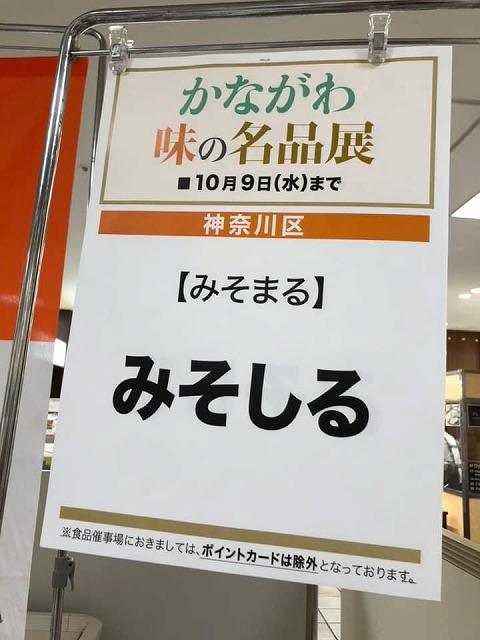 かながわ
味の名品展
■10月9日(水)まで
神奈川区
【みそまる】
みそしる
※食品催事場におきましては、ポイントカードは除外となっております。